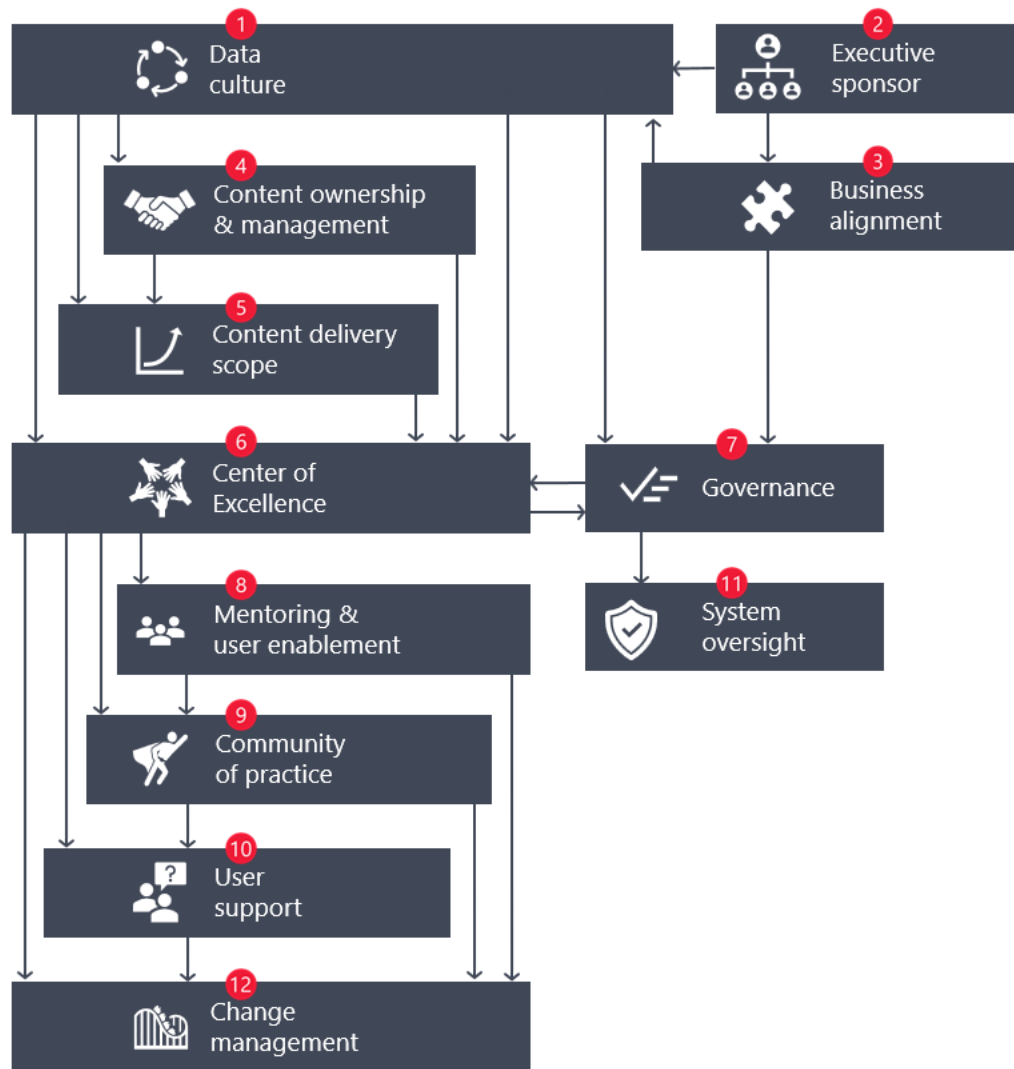 1
Data
culture
2
Executive
sponsor
3
Business
alignment
4
Content ownership
& management
5
Content delivery
scope
6
Center of
Excellence
7
Governance
8
Mentoring &
user enablement
11
System
oversight
9
Community
of practice
10
?
User
support
12
Change
management